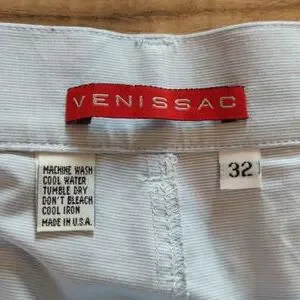 VENISSAC
MACHINE WASH
COOL WATER
TUMBLE DRY
DON'T BLEACH
COOL IRON
MADE IN U.S.A.
32